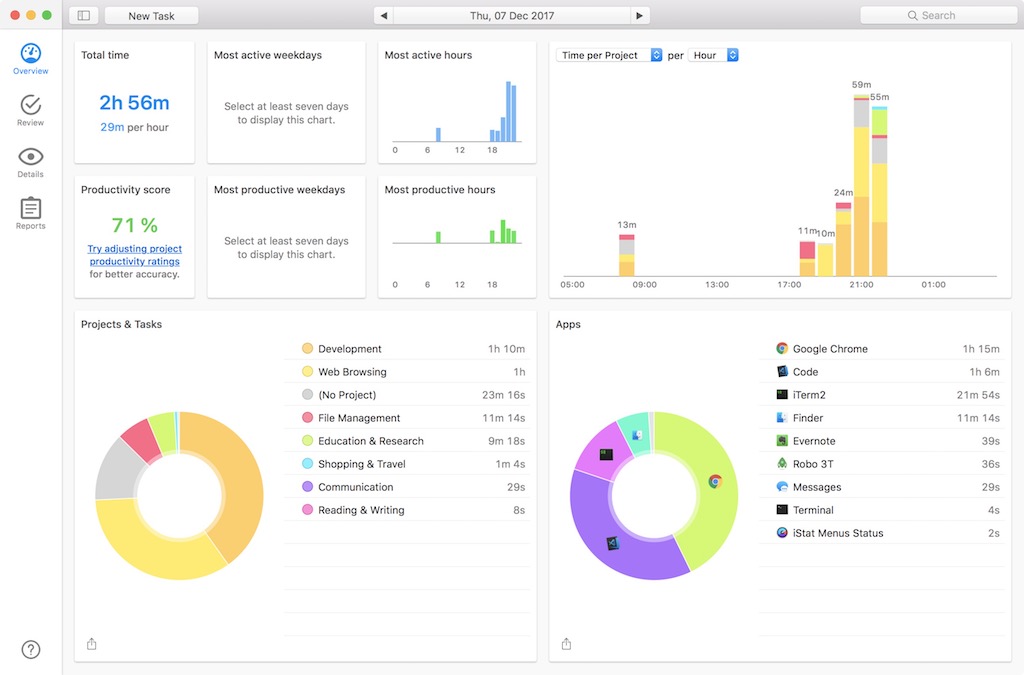 New Task
Thu, 07 Dec 2017
Search
Overview
Review
Details
Reports
Total time
2h 56m
29m per hour
Most active weekdays
Select at least seven days
to display this chart.
Most active hours
0 6 12 18
Time per Project per Hour
59m
55m
24m
13m
11m
10m
05:00 09:00 13:00 17:00 21:00 01:00
Productivity score
71 %
Try adjusting project
productivity ratings
for better accuracy.
Most productive weekdays
Select at least seven days
to display this chart.
Most productive hours
0 6 12 18
Projects & Tasks
Development 1h 10m
Web Browsing 1h
(No Project) 23m 16s
File Management 11m 14s
Education & Research 9m 18s
Shopping & Travel 1m 4s
Communication 29s
Reading & Writing 8s
Apps
Google Chrome 1h 15m
Code 1h 6m
iTerm2 21m 54s
Finder 11m 14s
Evernote 39s
Robo 3T 36s
Messages 29s
Terminal 4s
iStat Menus Status 2s
?